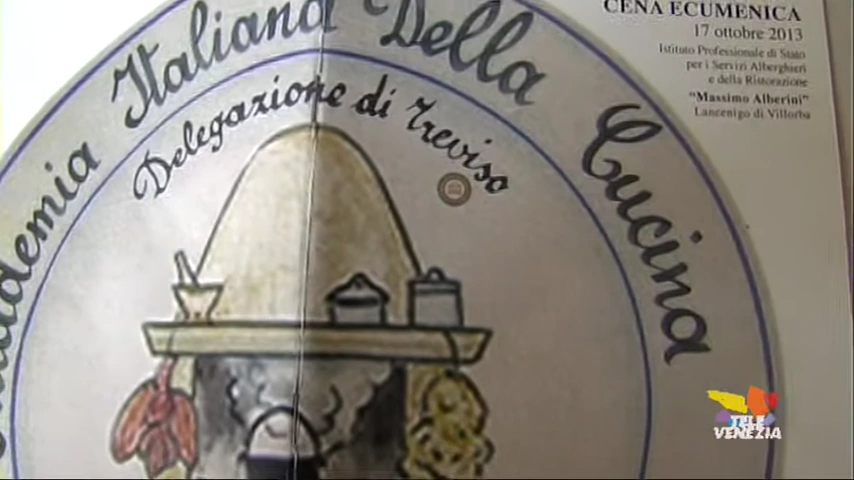 Accademia Italiana Della Cucina
Delegazione di Treviso
CENA ECUMENICA
17 ottobre 2013
Istituto Professionale di Stato
per i Servizi Alberghieri
e della Ristorazione
"Massimo Alberini"
Lancenigo di Villorba
TELE
VENEZIA